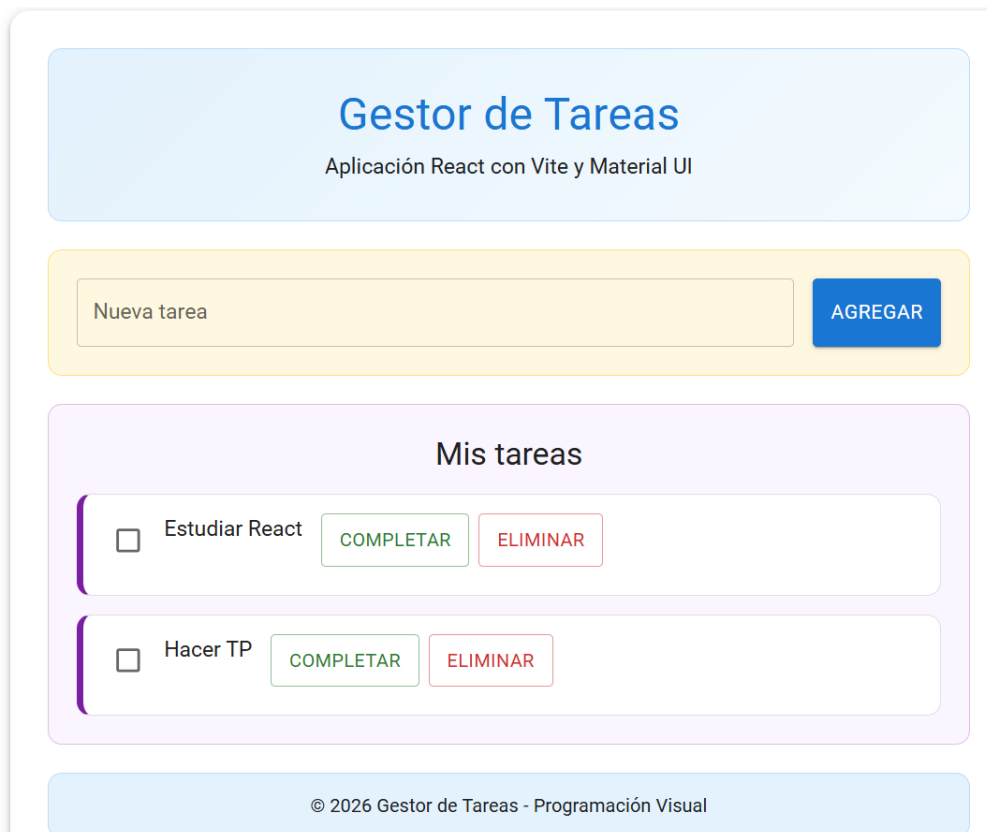 Gestor de Tareas
Aplicación React con Vite y Material UI
Nueva tarea
AGREGAR
Mis tareas
Estudiar React
COMPLETAR
ELIMINAR
Hacer TP
COMPLETAR
ELIMINAR
© 2026 Gestor de Tareas - Programación Visual